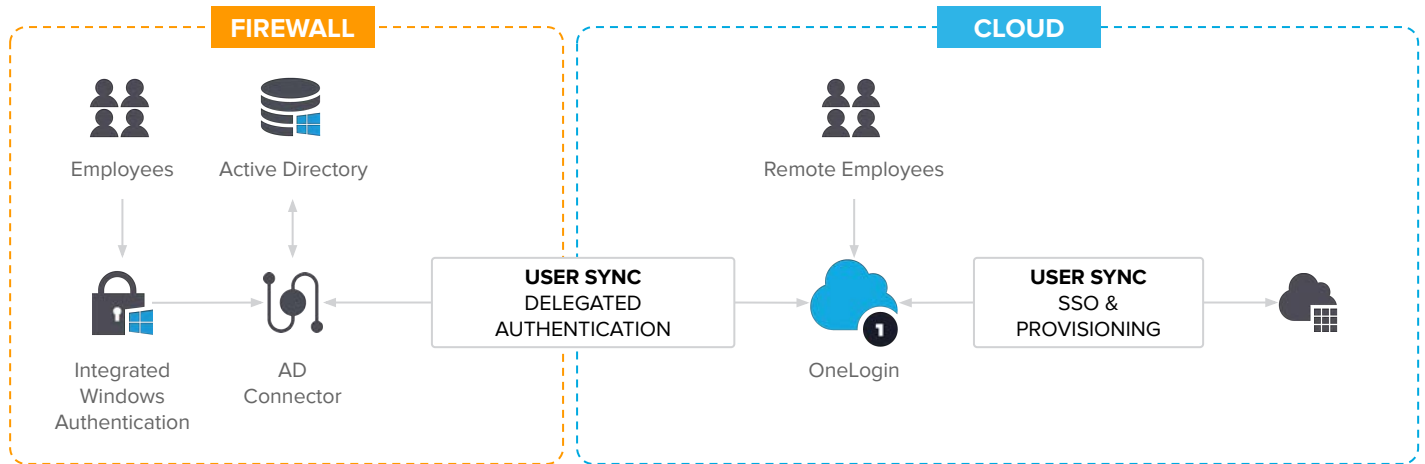 FIREWALL
CLOUD
Employees
Active Directory
Remote Employees
USER SYNC
DELEGATED
AUTHENTICATION
USER SYNC
SSO &
PROVISIONING
1
Integrated
Windows
Authentication
AD
Connector
OneLogin